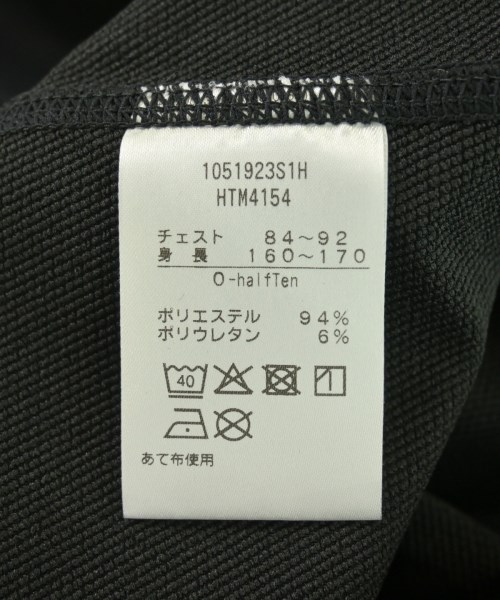 1051923S1H
HTM4154
チェスト 84～92
身長 160～170
O-halfTen
ポリエステル 94%
ポリウレタン 6%
40
あて布使用